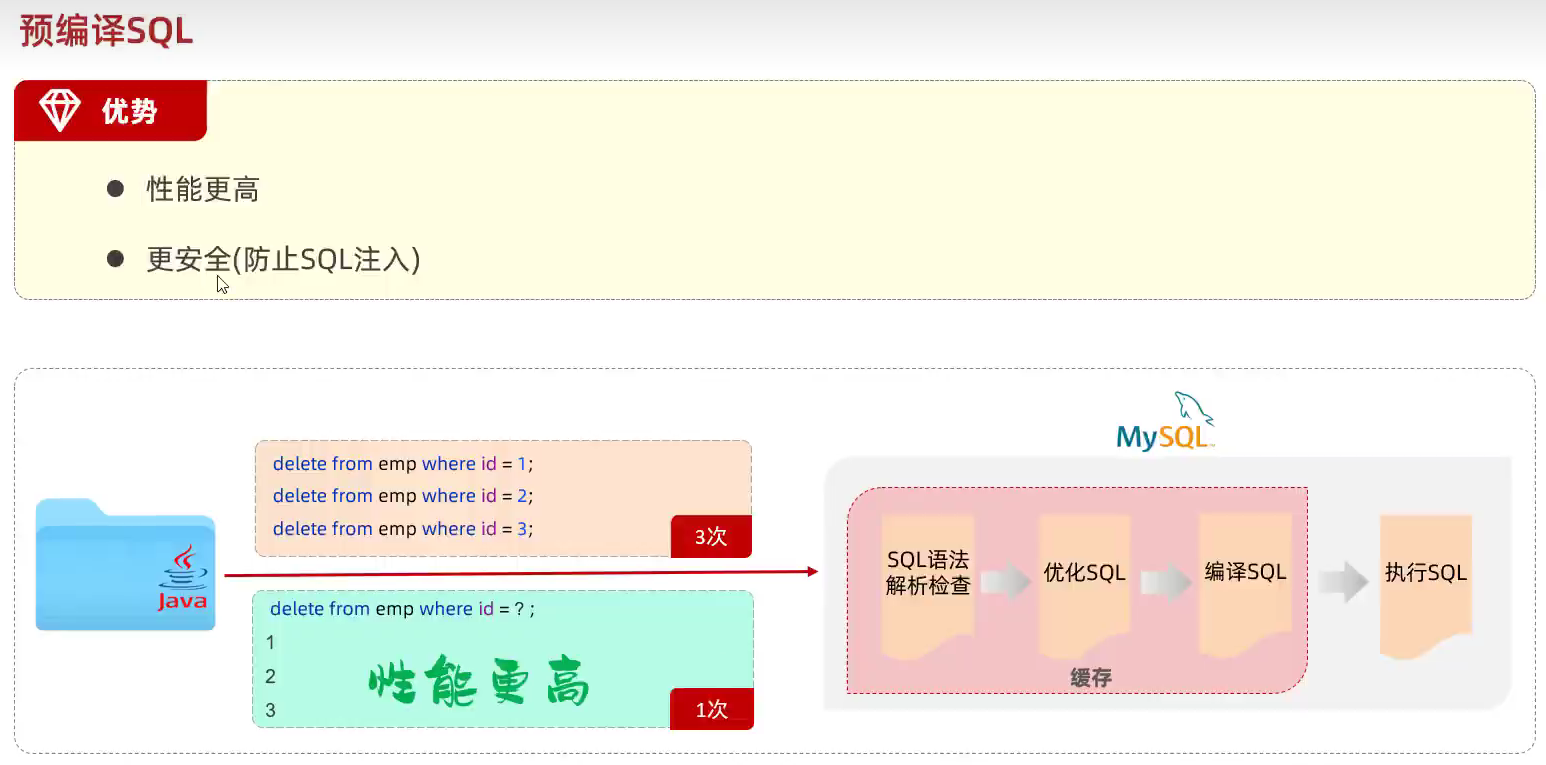 预编译SQL
优势
● 性能更高
● 更安全(防止SQL注入)
delete from emp where id = 1;
delete from emp where id = 2;
delete from emp where id = 3;
3次
Java
delete from emp where id = ? ;
1
2
3
性能更高
1次
MySQL
SQL语法
解析检查
优化SQL
编译SQL
执行SQL
缓存